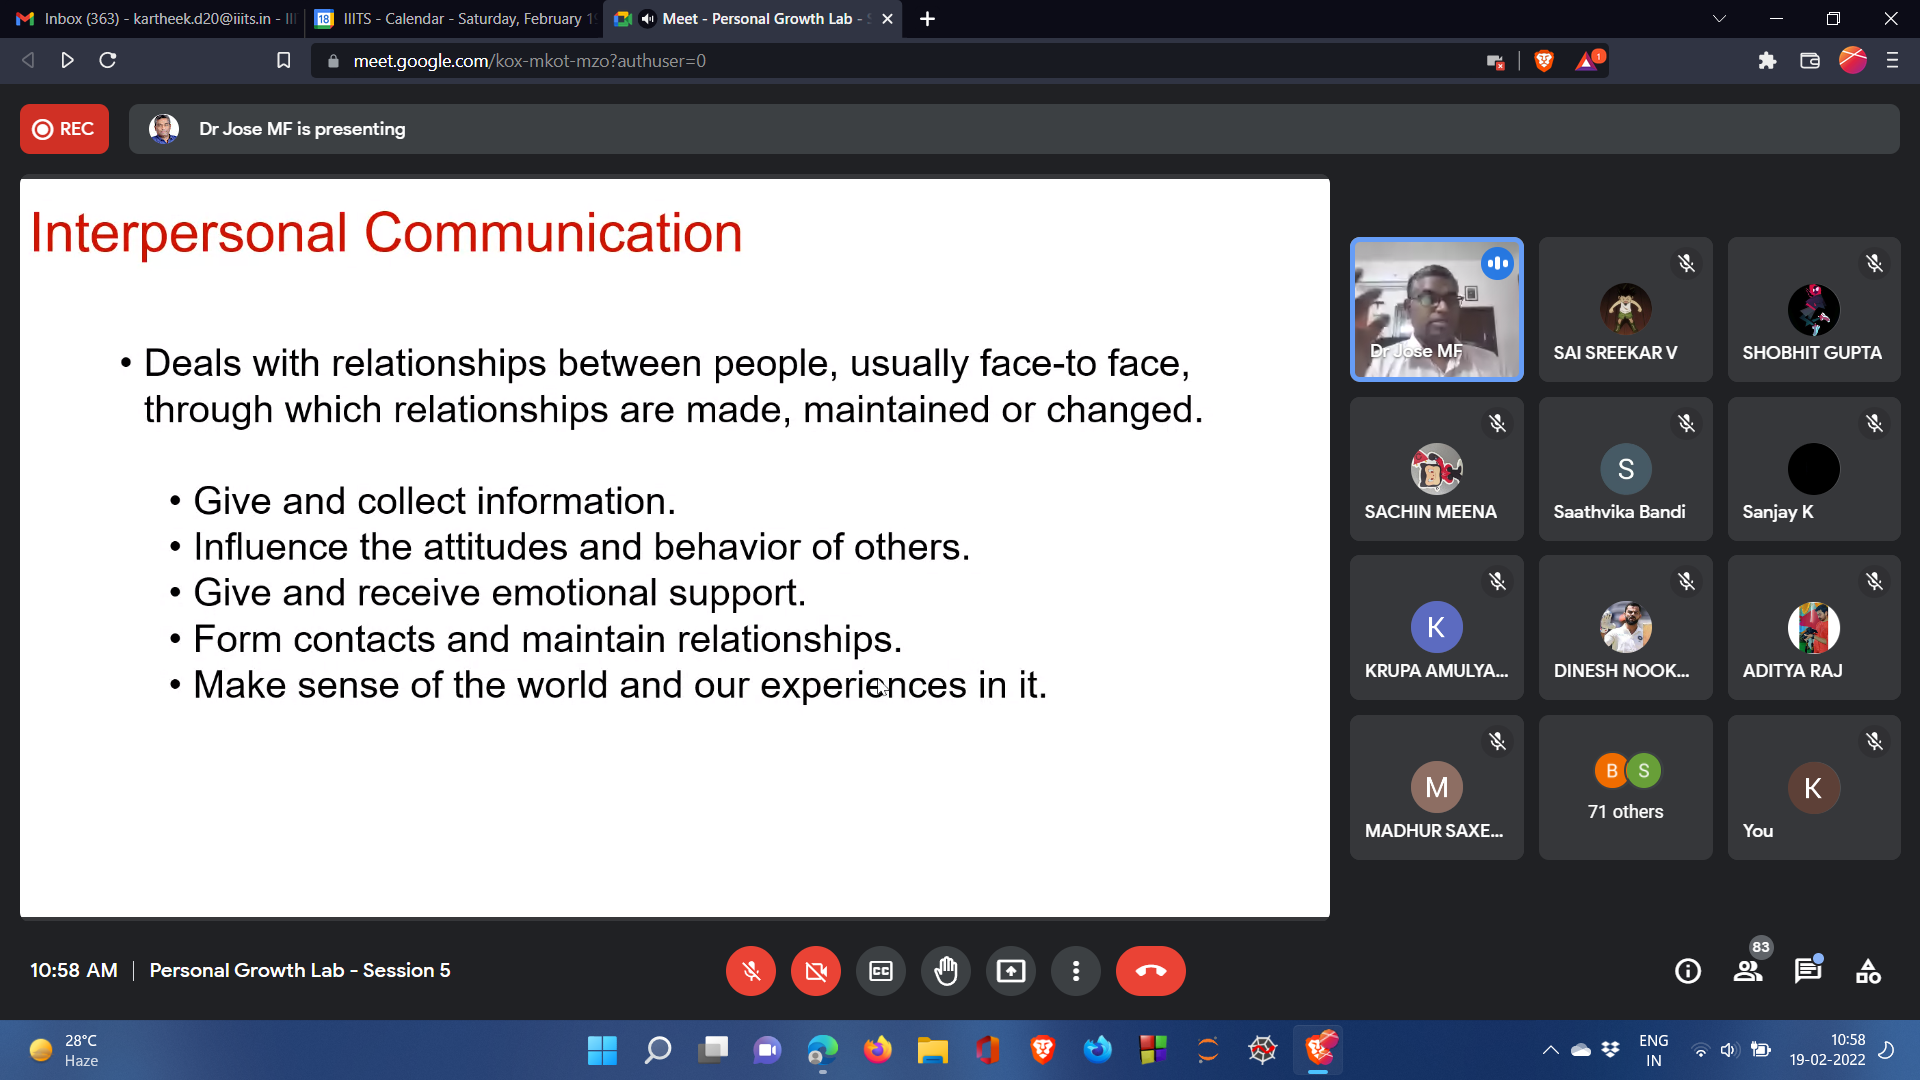 Inbox (363) - kartheek.d20@iiits.in - III
18
IIITS - Calendar - Saturday, February 19
Meet - Personal Growth Lab - S
meet.google.com/kox-mkot-mzo?authuser=0
1
REC
Dr Jose MF is presenting
Interpersonal Communication
• Deals with relationships between people, usually face-to face,
through which relationships are made, maintained or changed.
• Give and collect information.
• Influence the attitudes and behavior of others.
• Give and receive emotional support.
• Form contacts and maintain relationships.
• Make sense of the world and our experiences in it.
Dr Jose MF
SAI SREEKAR V
SHOBHIT GUPTA
SACHIN MEENA
S
Saathvika Bandi
Sanjay K
K
KRUPA AMULYA...
DINESH NOOK...
ADITYA RAJ
M
MADHUR SAXE...
B S
71 others
K
You
10:58 AM | Personal Growth Lab - Session 5
CC
83
28°C
Haze
ENG
IN
10:58
19-02-2022